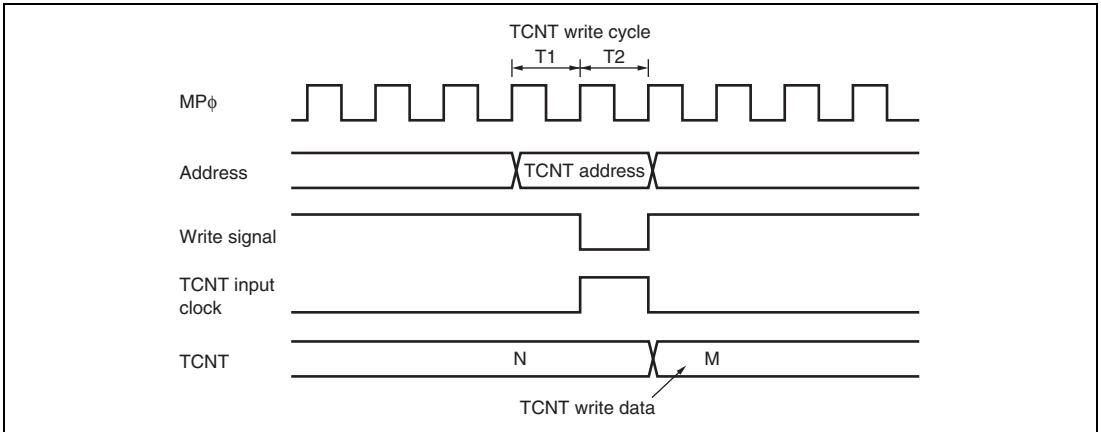 TCNT write cycle
T1 T2
MPϕ
Address
TCNT address
Write signal
TCNT input
clock
TCNT
N
M
TCNT write data